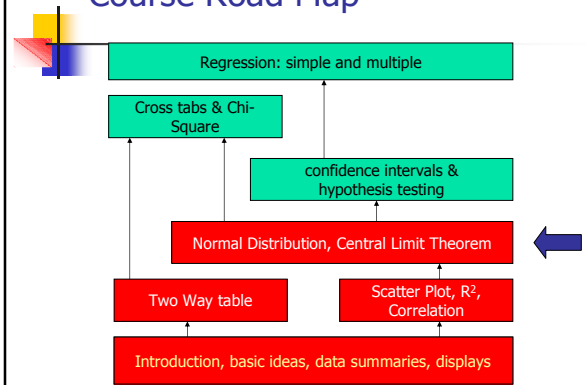 Course Road Map
Regression: simple and multiple
Cross tabs & Chi-
Square
confidence intervals &
hypothesis testing
Normal Distribution, Central Limit Theorem
Two Way table
Scatter Plot, R²,
Correlation
Introduction, basic ideas, data summaries, displays